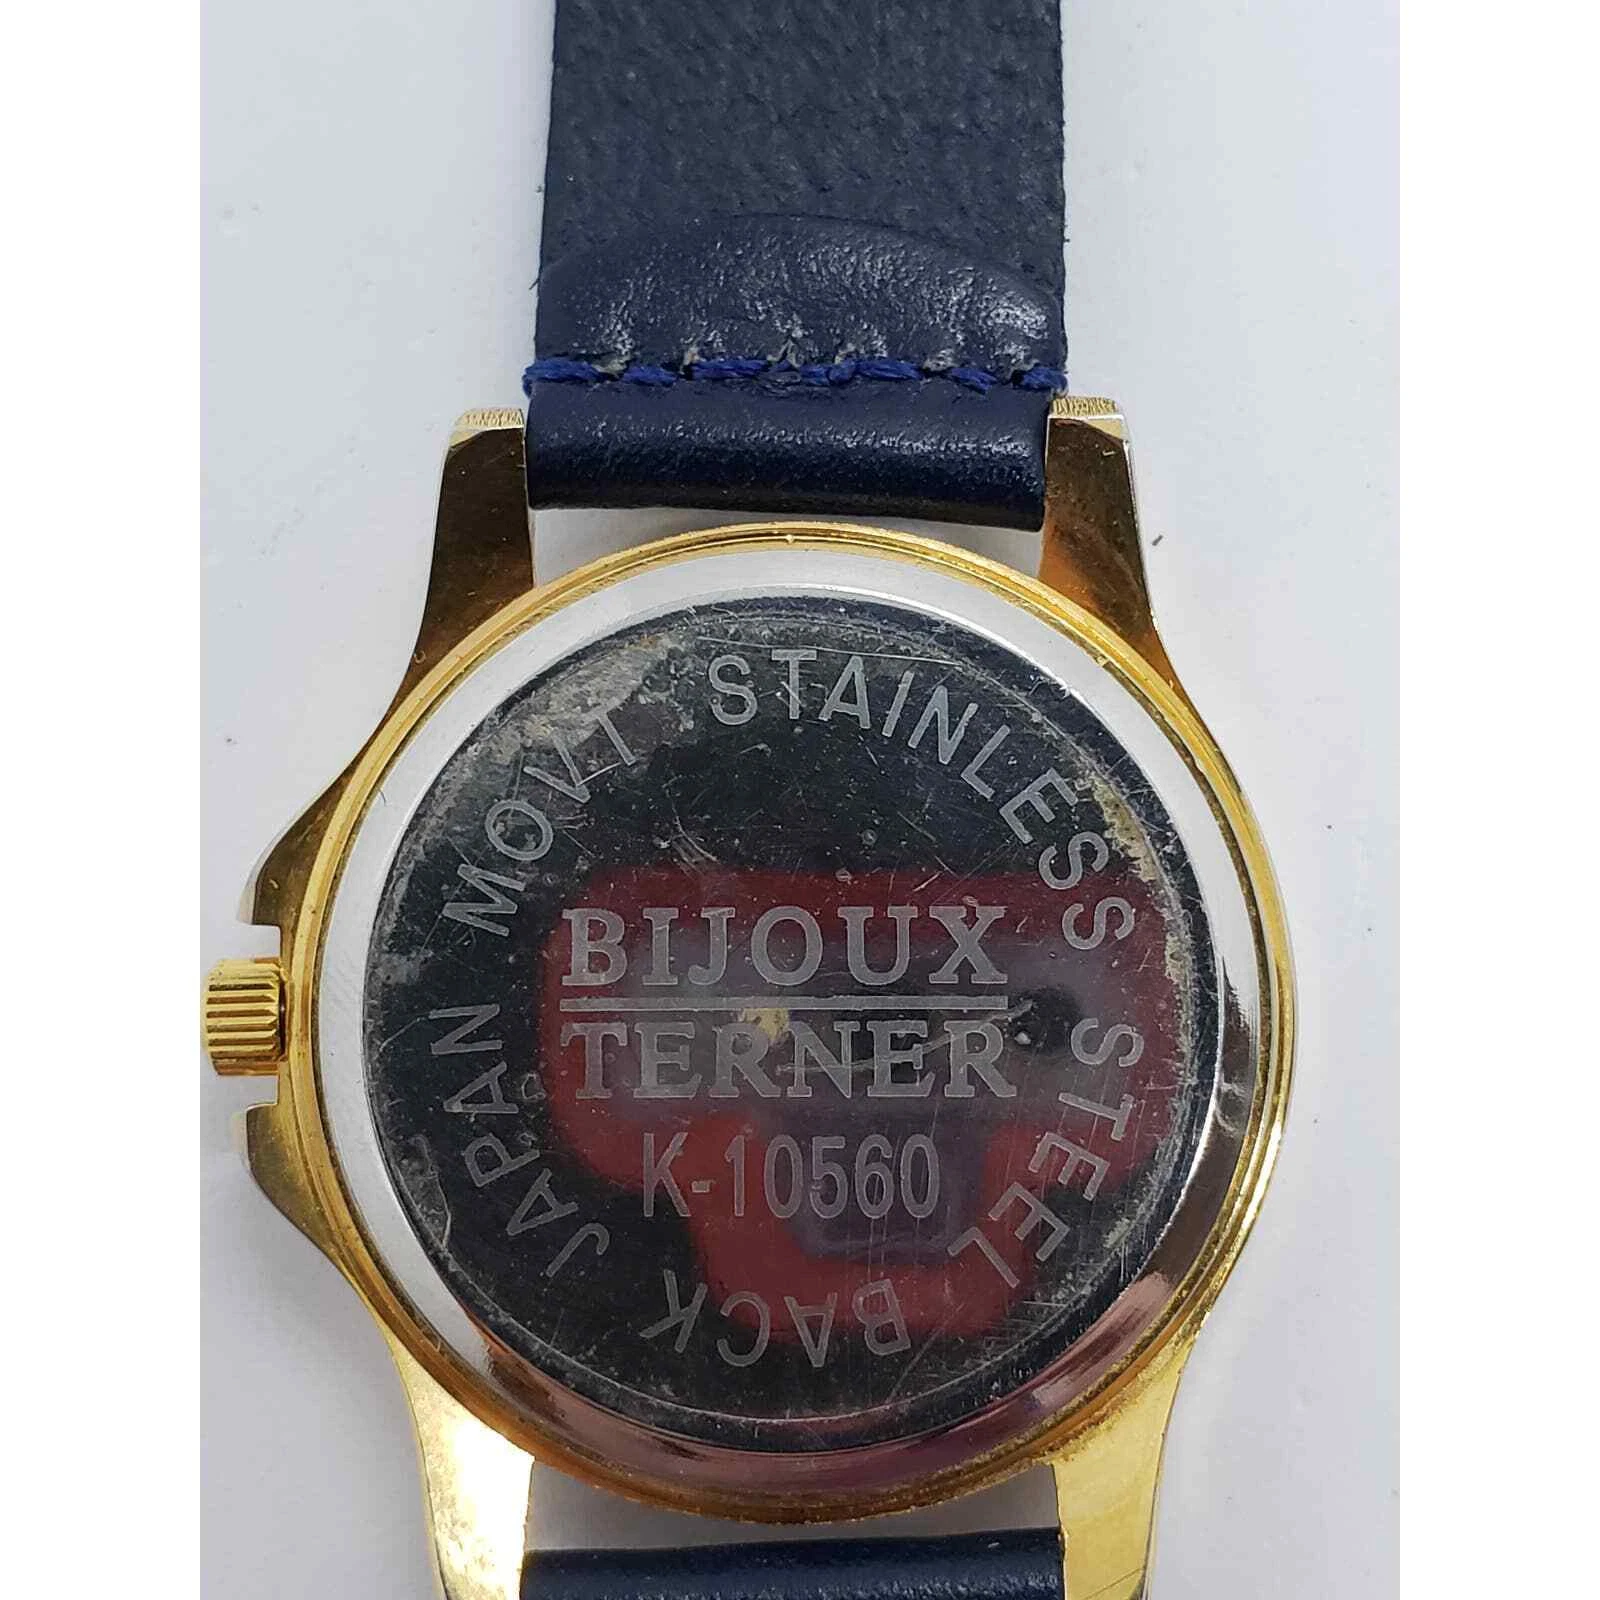 JAPAN MOVT STAINLESS STEEL BACK
BIJOUX
TERNER
K-10560